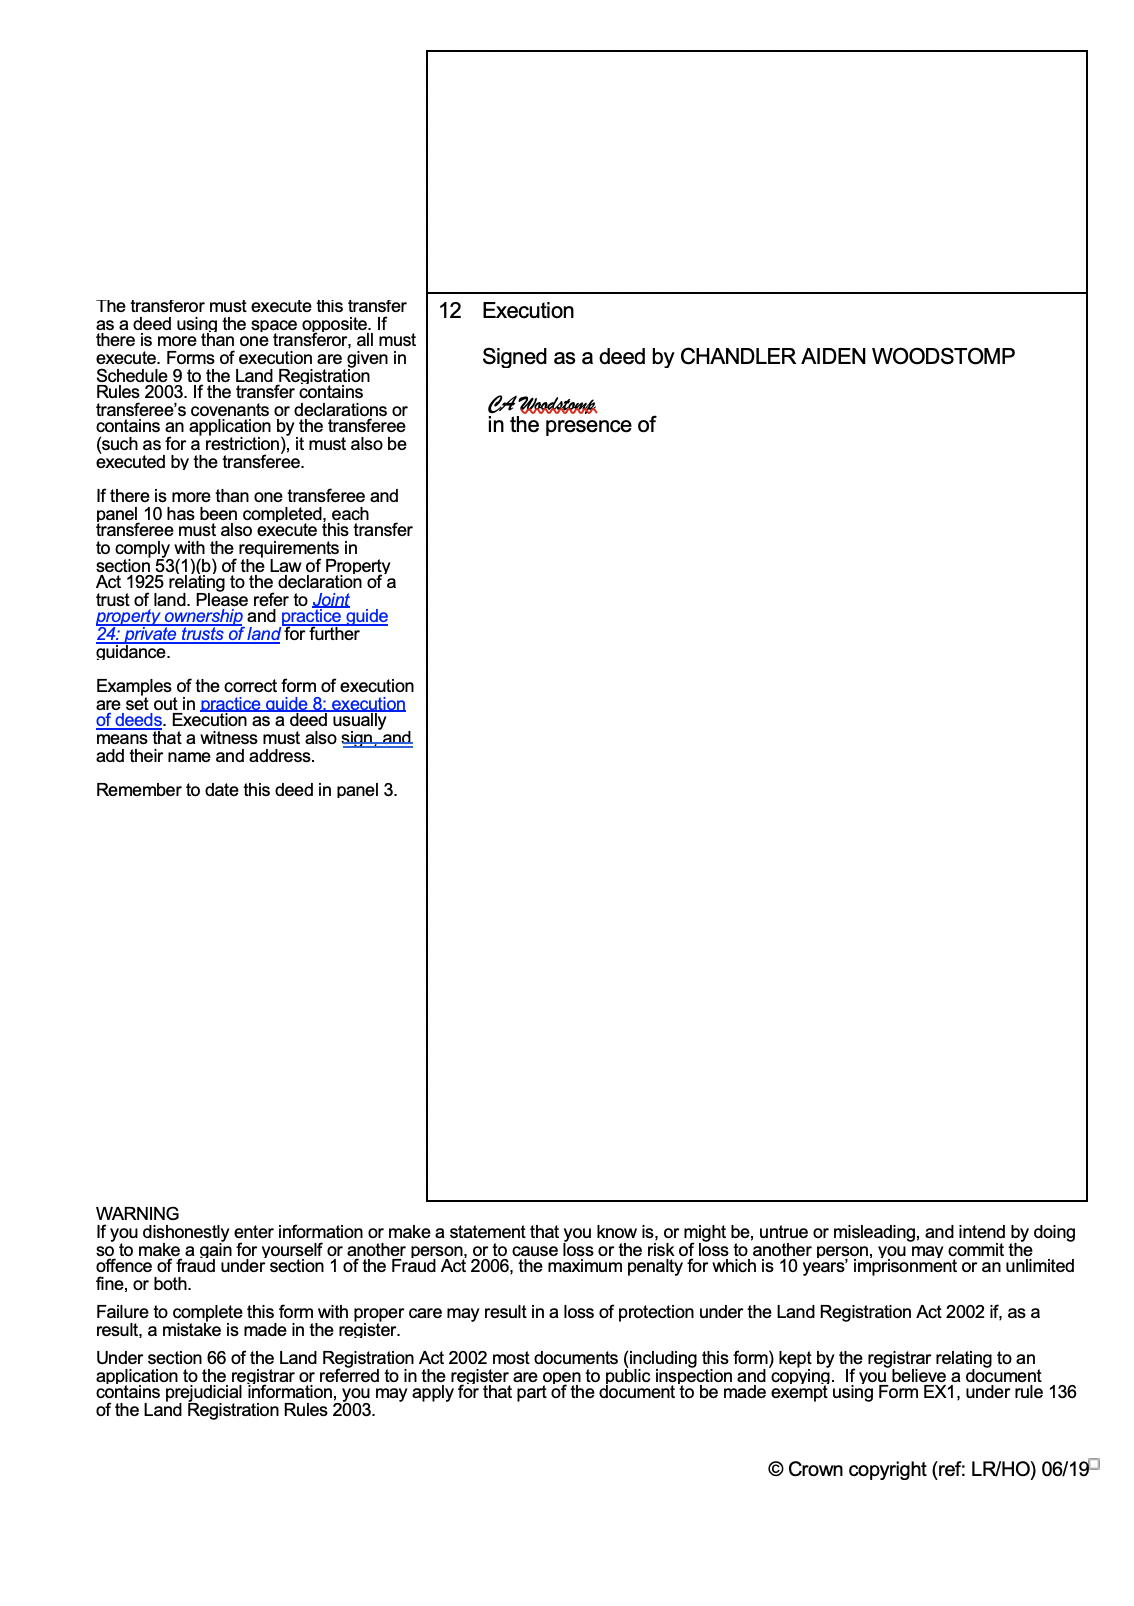 The transferor must execute this transfer
as a deed using the space opposite. If
there is more than one transferor, all must
execute. Forms of execution are given in
Schedule 9 to the Land Registration
Rules 2003. If the transfer contains
transferee’s covenants or declarations or
contains an application by the transferee
(such as for a restriction), it must also be
executed by the transferee.
If there is more than one transferee and
panel 10 has been completed, each
transferee must also execute this transfer
to comply with the requirements in
section 53(1)(b) of the Law of Property
Act 1925 relating to the declaration of a
trust of land. Please refer to Joint
property ownership and practice guide
24: private trusts of land for further
guidance.
Examples of the correct form of execution
are set out in practice guide 8: execution
of deeds. Execution as a deed usually
means that a witness must also sign, and
add their name and address.
Remember to date this deed in panel 3.
12 Execution
Signed as a deed by CHANDLER AIDEN WOODSTOMP
CA Woodstomp
in the presence of
WARNING
If you dishonestly enter information or make a statement that you know is, or might be, untrue or misleading, and intend by doing
so to make a gain for yourself or another person, or to cause loss or the risk of loss to another person, you may commit the
offence of fraud under section 1 of the Fraud Act 2006, the maximum penalty for which is 10 years’ imprisonment or an unlimited
fine, or both.
Failure to complete this form with proper care may result in a loss of protection under the Land Registration Act 2002 if, as a
result, a mistake is made in the register.
Under section 66 of the Land Registration Act 2002 most documents (including this form) kept by the registrar relating to an
application to the registrar or referred to in the register are open to public inspection and copying. If you believe a document
contains prejudicial information, you may apply for that part of the document to be made exempt using Form EX1, under rule 136
of the Land Registration Rules 2003.
© Crown copyright (ref: LR/HO) 06/19